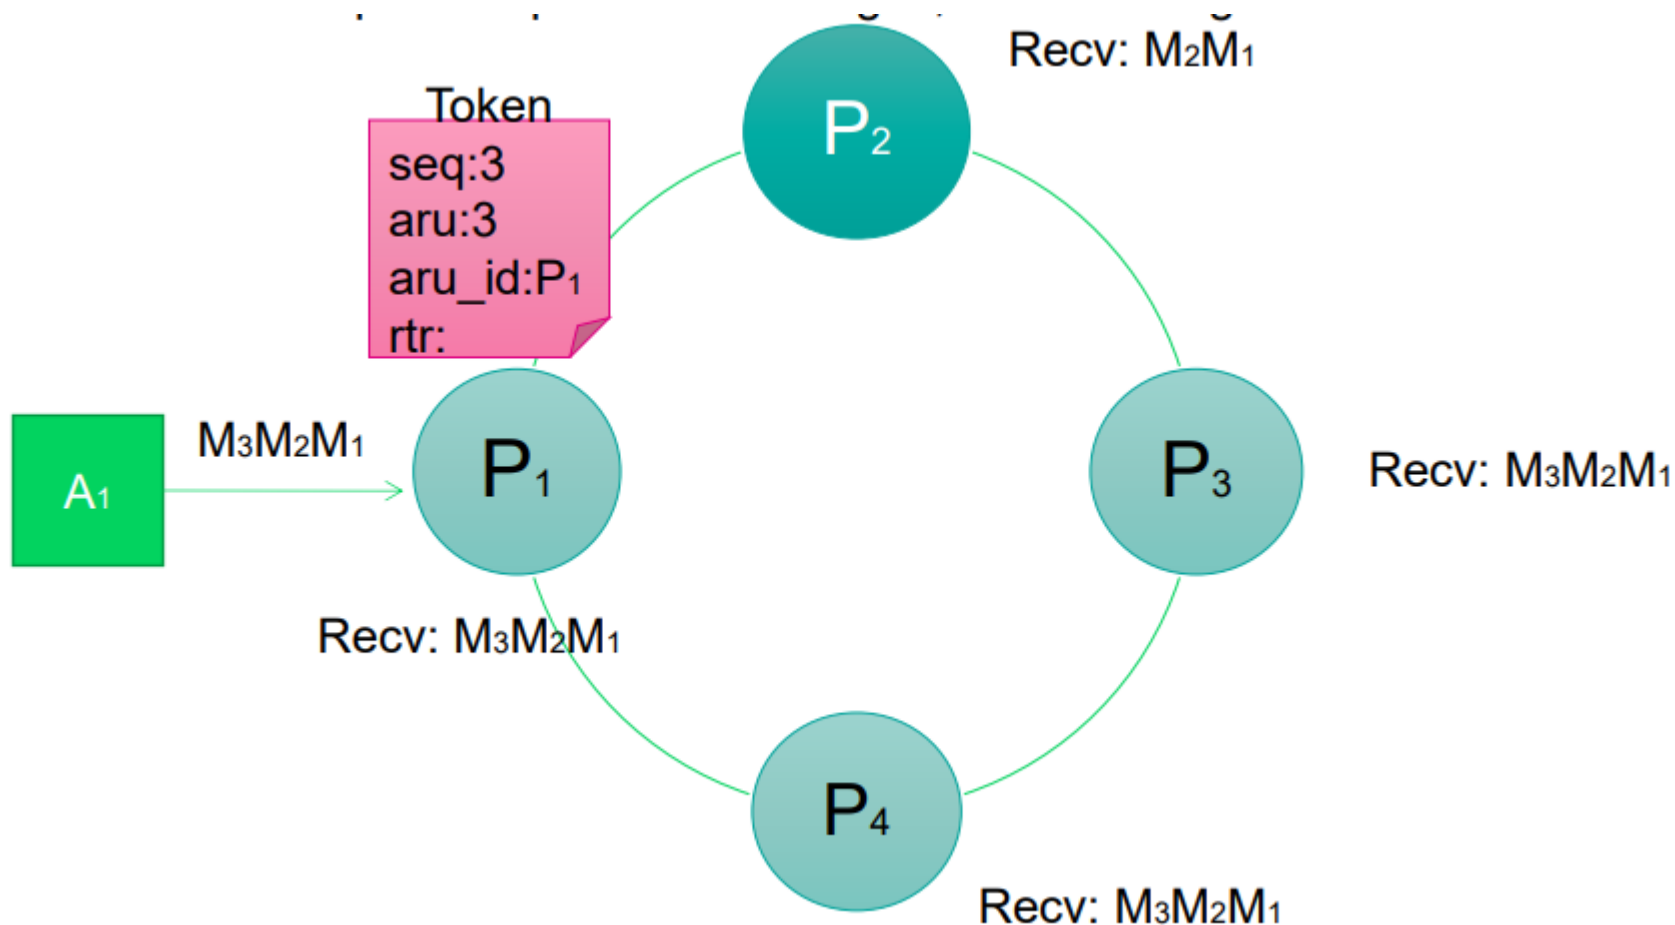 Recv: M2M1
Token
seq:3
aru:3
aru_id:P1
rtr:
P2
M3M2M1
A1
P1
P3
Recv: M3M2M1
Recv: M3M2M1
P4
Recv: M3M2M1